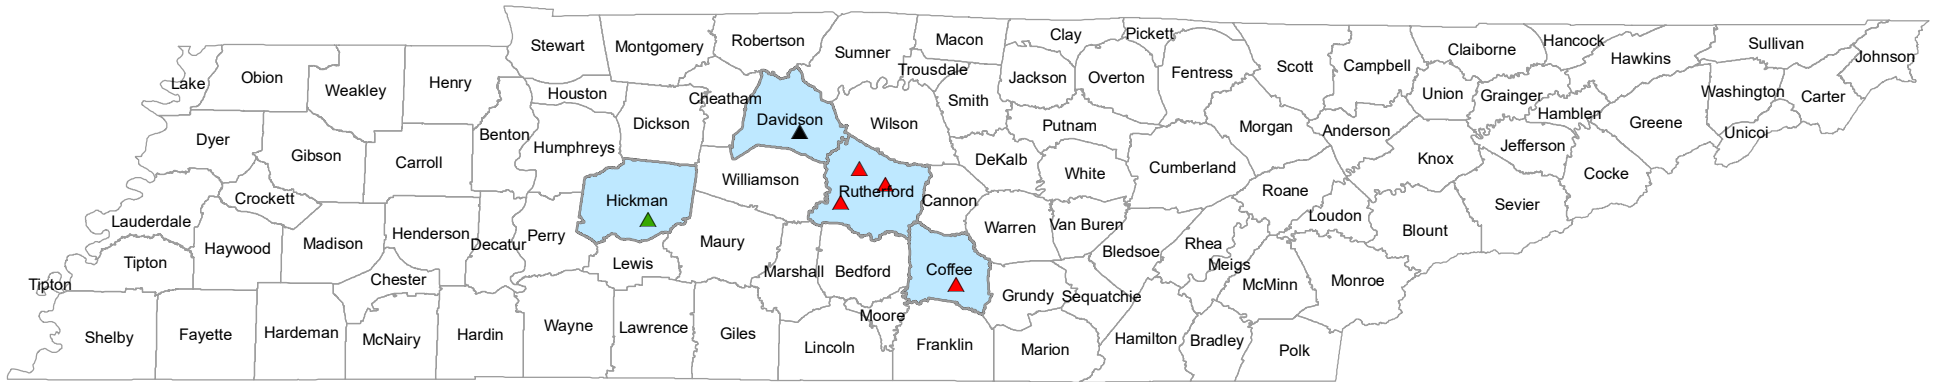 Stewart
Montgomery
Robertson
Sumner
Macon
Clay
Pickett
Claiborne
Hancock
Hawkins
Sullivan
Johnson
Lake
Obion
Weakley
Henry
Houston
Cheatham
Trousdale
Smith
Jackson
Overton
Fentress
Scott
Campbell
Union
Grainger
Hamblen
Washington
Carter
Unicoi
Greene
Dyer
Gibson
Carroll
Benton
Humphreys
Dickson
Davidson
Wilson
Putnam
DeKalb
White
Cumberland
Morgan
Anderson
Knox
Jefferson
Cocke
Lauderdale
Crockett
Haywood
Madison
Henderson
Decatur
Perry
Hickman
Williamson
Rutherford
Cannon
Warren
Van Buren
Bledsoe
Rhea
Roane
Loudon
Blount
Sevier
Tipton
Tipton
Chester
Lewis
Maury
Marshall
Bedford
Coffee
Grundy
Sequatchie
Meigs
McMinn
Monroe
Shelby
Fayette
Hardeman
McNairy
Hardin
Wayne
Lawrence
Giles
Lincoln
Moore
Franklin
Marion
Hamilton
Bradley
Polk